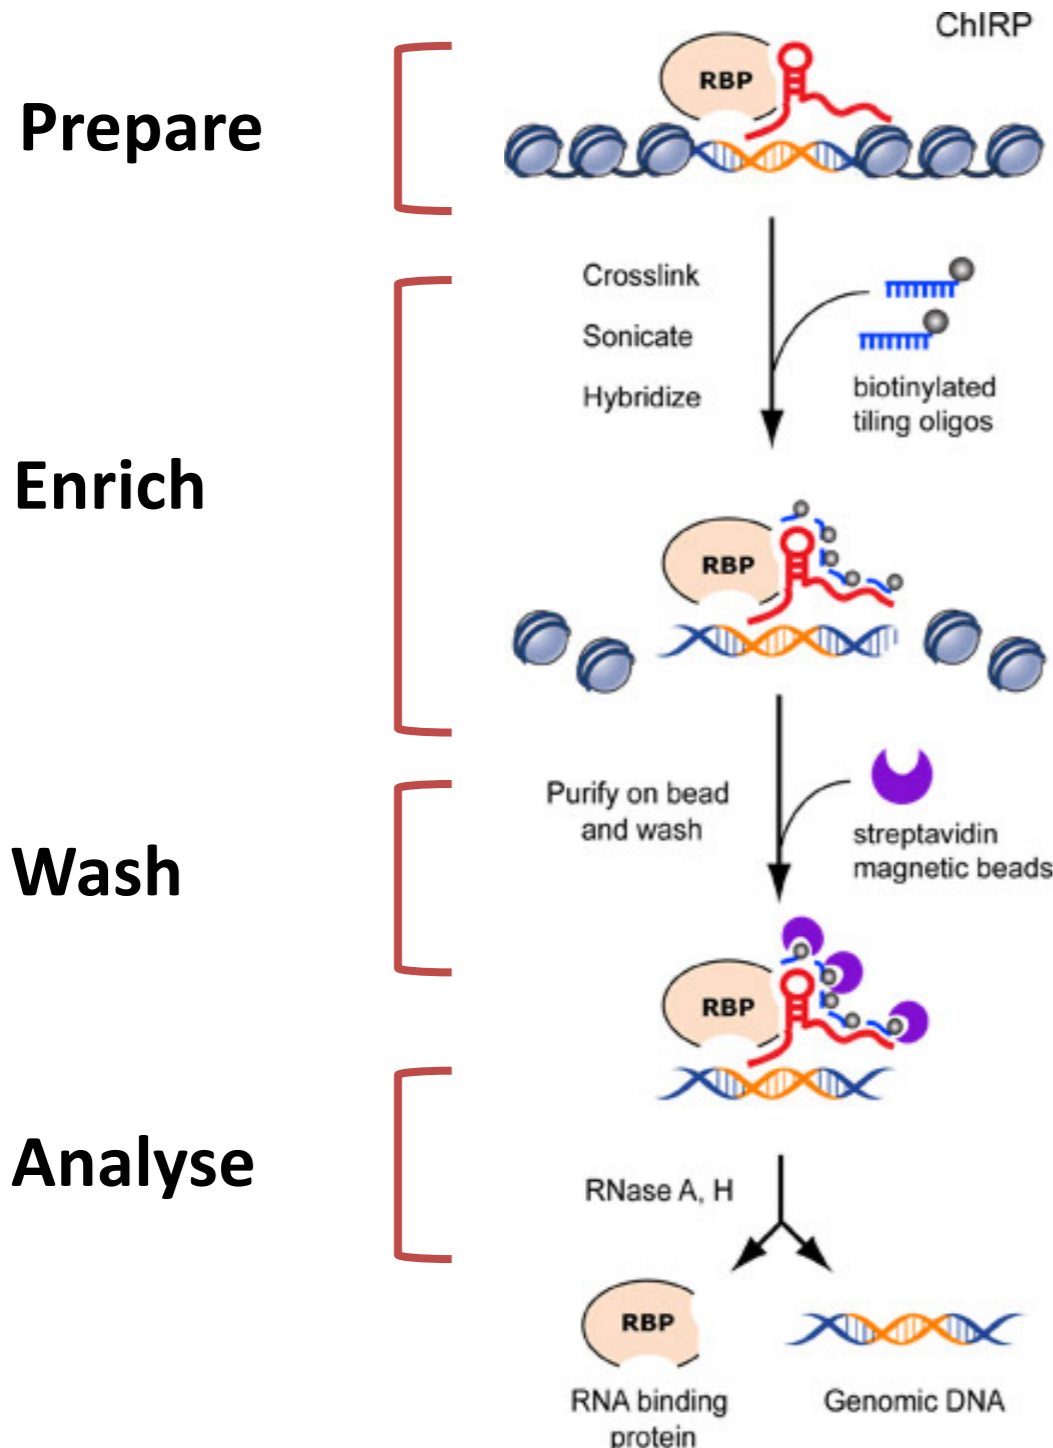 ChIRP
Prepare
RBP
Crosslink
Sonicate
Hybridize
biotinylated
tiling oligos
Enrich
RBP
Purify on bead
and wash
streptavidin
magnetic beads
Wash
RBP
Analyse
RNase A, H
RBP
RNA binding
protein
Genomic DNA